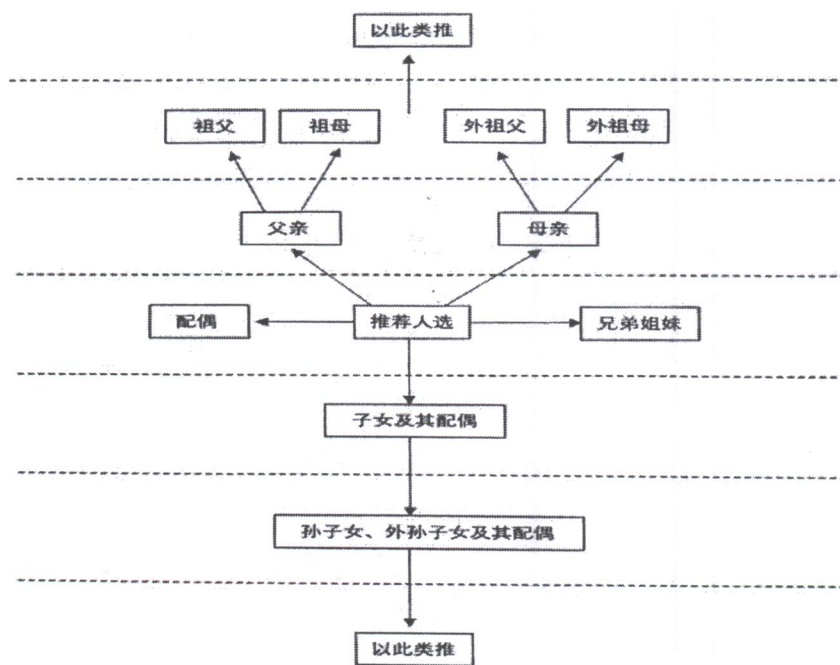 以此类推
祖父
祖母
外祖父
外祖母
父亲
母亲
配偶
推荐人选
兄弟姐妹
子女及其配偶
孙子女、外孙子女及其配偶
以此类推